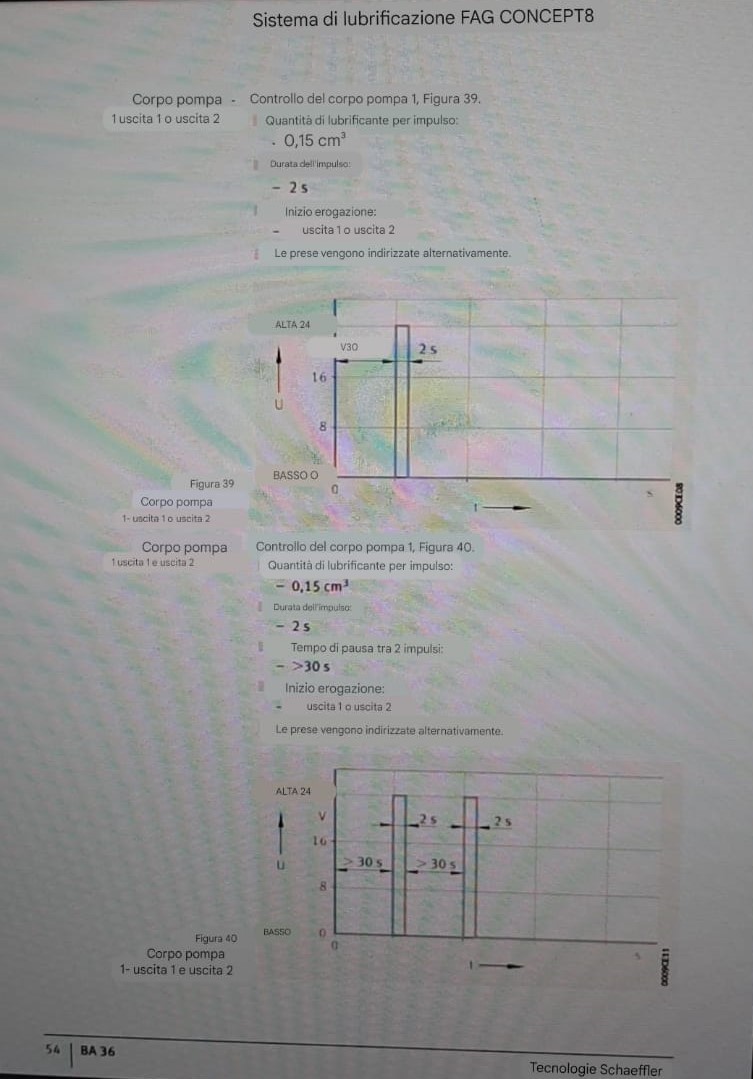 Sistema di lubrificazione FAG CONCEPT8
Corpo pompa - Controllo del corpo pompa 1, Figura 39.
1 uscita 1 o uscita 2
Quantità di lubrificante per impulso:
- 0,15 cm³
Durata dell'impulso:
- 2 s
Inizio erogazione:
- uscita 1 o uscita 2
Le prese vengono indirizzate alternativamente.
ALTA 24
V30
2 s
16
U
8
BASSO O
0
s
t
0009CE08
Figura 39
Corpo pompa
1- uscita 1 o uscita 2
Corpo pompa Controllo del corpo pompa 1, Figura 40.
1 uscita 1 e uscita 2
Quantità di lubrificante per impulso:
- 0,15 cm³
Durata dell'impulso:
- 2 s
Tempo di pausa tra 2 impulsi:
- >30 s
Inizio erogazione:
- uscita 1 o uscita 2
Le prese vengono indirizzate alternativamente.
ALTA 24
V
2 s 2 s
16
U
> 30 s > 30 s
8
BASSO 0
0
s
t
0009CE11
Figura 40
Corpo pompa
1- uscita 1 e uscita 2
54 BA 36
Tecnologie Schaeffler